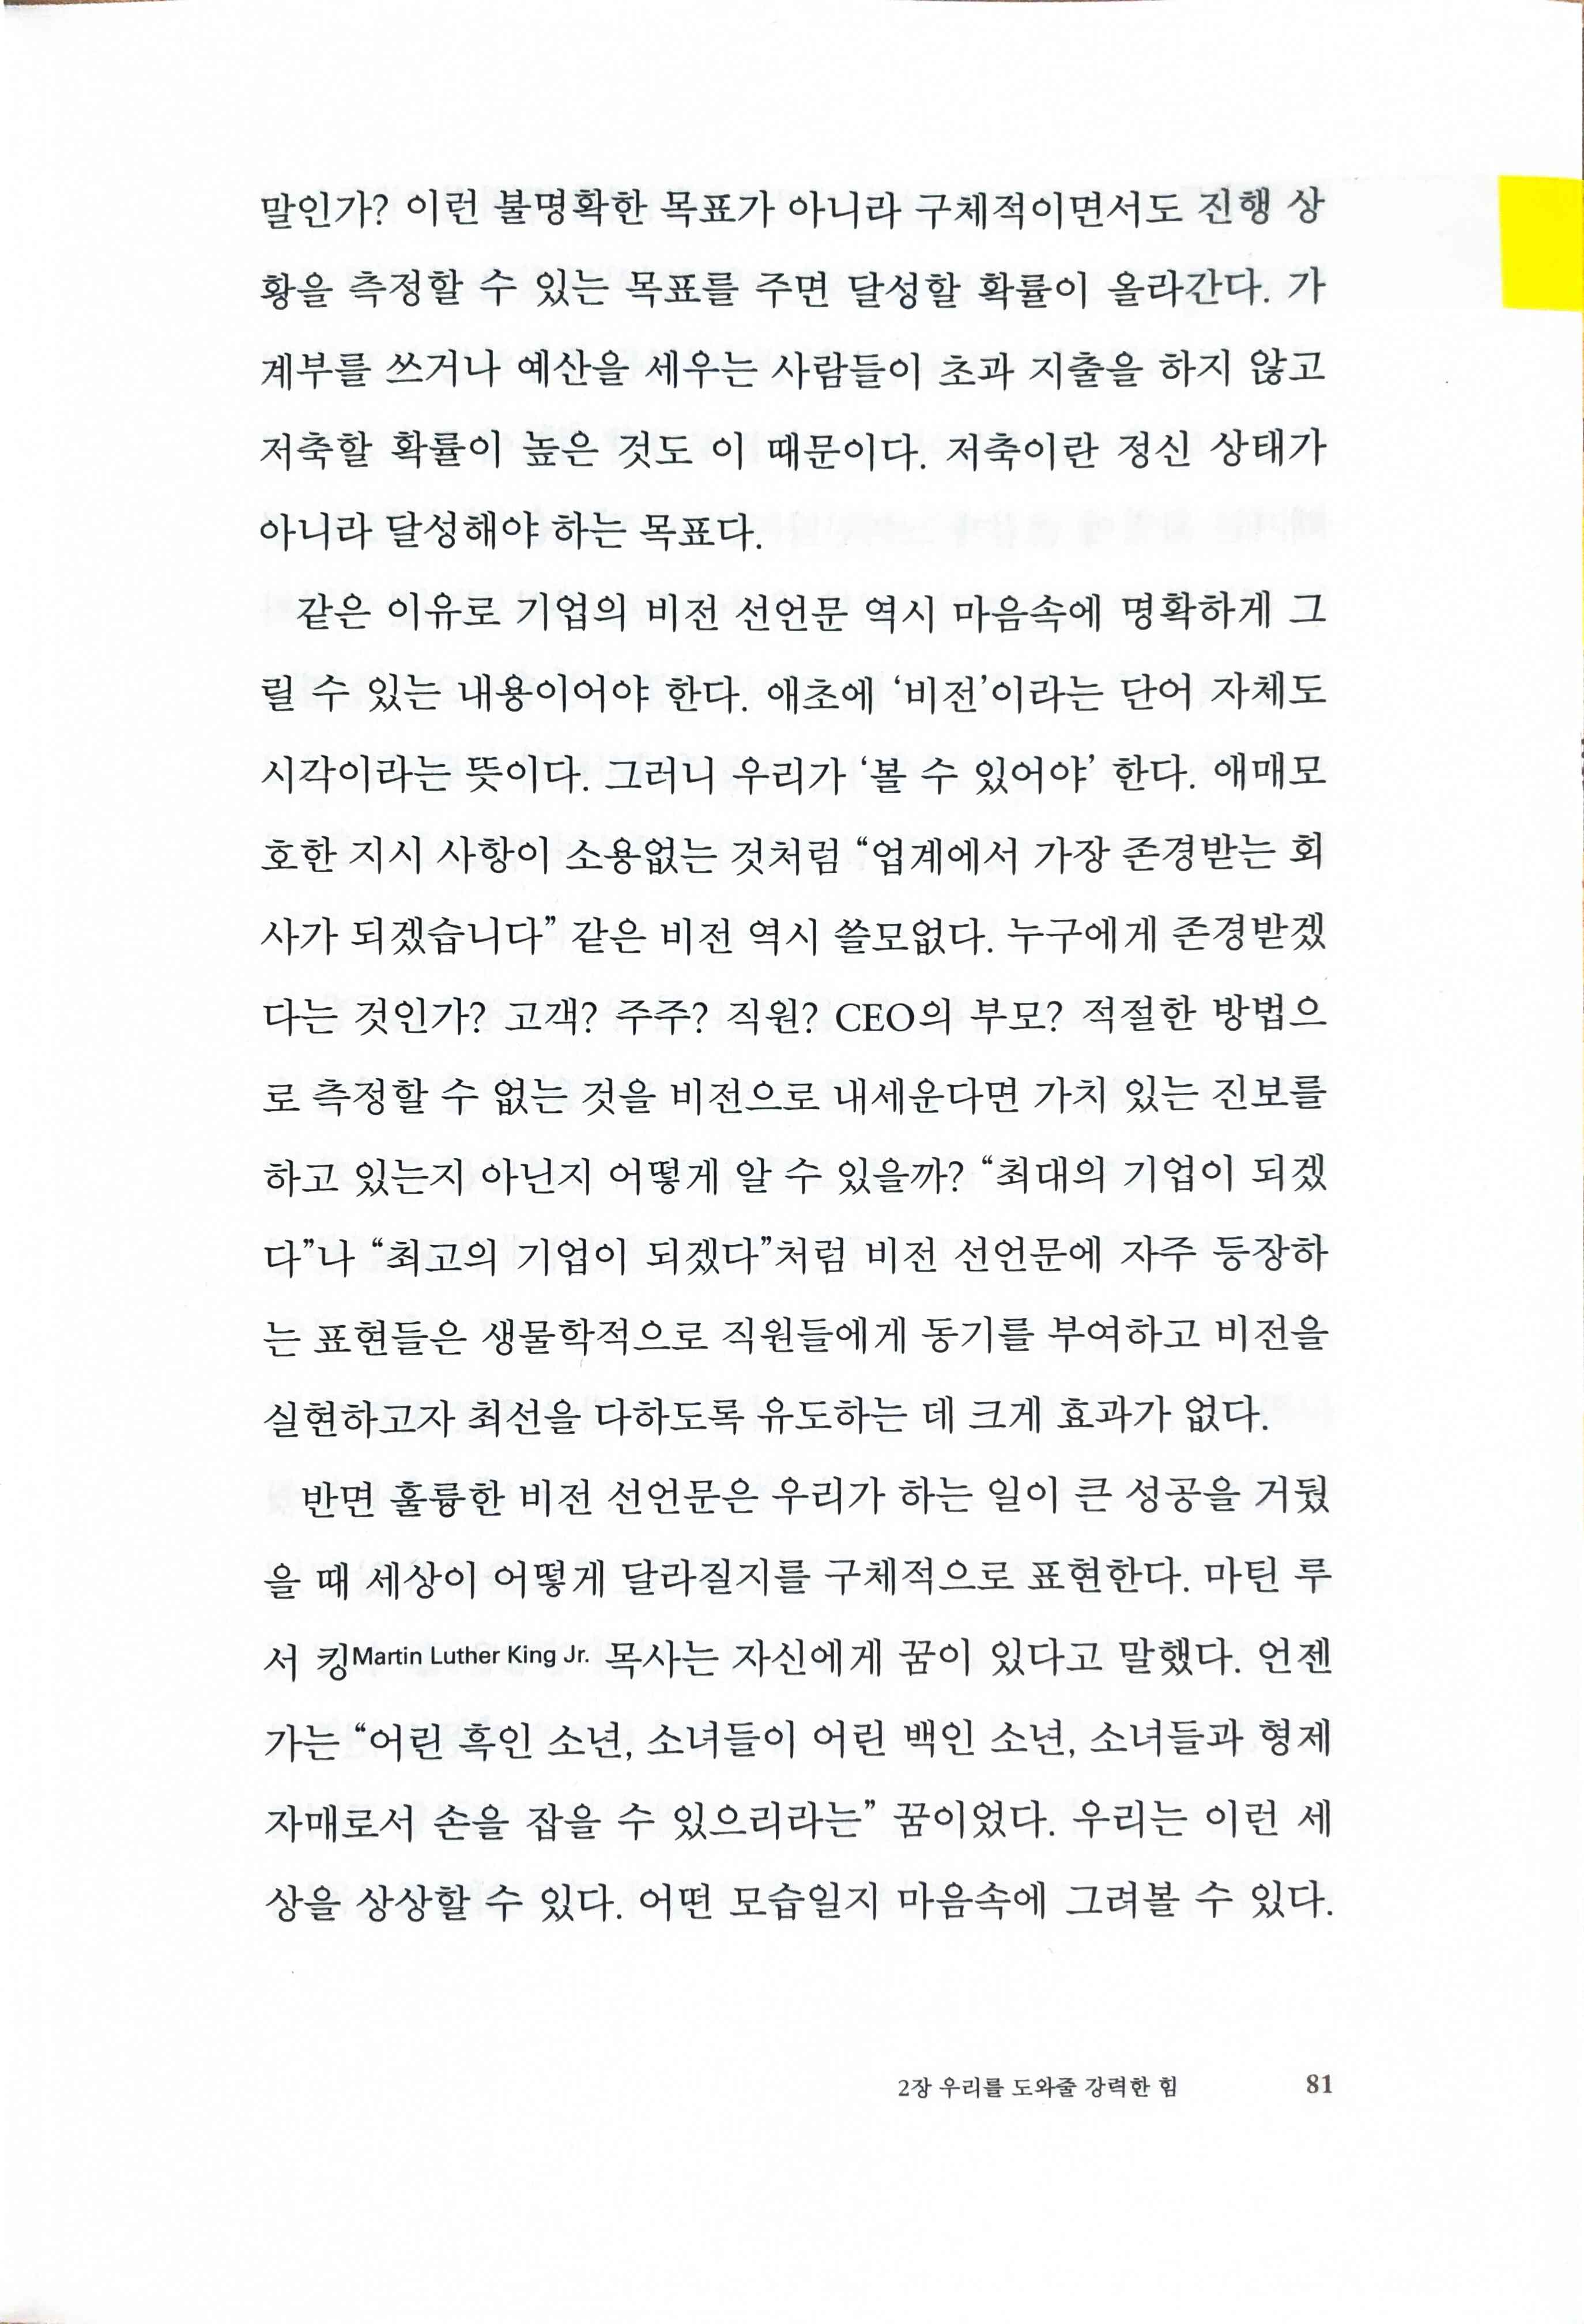 말인가? 이런 불명확한 목표가 아니라 구체적이면서도 진행 상
황을 측정할 수 있는 목표를 주면 달성할 확률이 올라간다. 가
계부를 쓰거나 예산을 세우는 사람들이 초과 지출을 하지 않고
저축할 확률이 높은 것도 이 때문이다. 저축이란 정신 상태가
아니라 달성해야 하는 목표다.
같은 이유로 기업의 비전 선언문 역시 마음속에 명확하게 그
릴 수 있는 내용이어야 한다. 애초에 ‘비전’이라는 단어 자체도
시각이라는 뜻이다. 그러니 우리가 ‘볼 수 있어야’ 한다. 애매모
호한 지시 사항이 소용없는 것처럼 “업계에서 가장 존경받는 회
사가 되겠습니다” 같은 비전 역시 쓸모없다. 누구에게 존경받겠
다는 것인가? 고객? 주주? 직원? CEO의 부모? 적절한 방법으
로 측정할 수 없는 것을 비전으로 내세운다면 가치 있는 진보를
하고 있는지 아닌지 어떻게 알 수 있을까? “최대의 기업이 되겠
다”나 “최고의 기업이 되겠다”처럼 비전 선언문에 자주 등장하
는 표현들은 생물학적으로 직원들에게 동기를 부여하고 비전을
실현하고자 최선을 다하도록 유도하는 데 크게 효과가 없다.
반면 훌륭한 비전 선언문은 우리가 하는 일이 큰 성공을 거뒀
을 때 세상이 어떻게 달라질지를 구체적으로 표현한다. 마틴 루
서 킹Martin Luther King Jr. 목사는 자신에게 꿈이 있다고 말했다. 언젠
가는 “어린 흑인 소년, 소녀들이 어린 백인 소년, 소녀들과 형제
자매로서 손을 잡을 수 있으리라는” 꿈이었다. 우리는 이런 세
상을 상상할 수 있다. 어떤 모습일지 마음속에 그려볼 수 있다.
2장 우리를 도와줄 강력한 힘 81